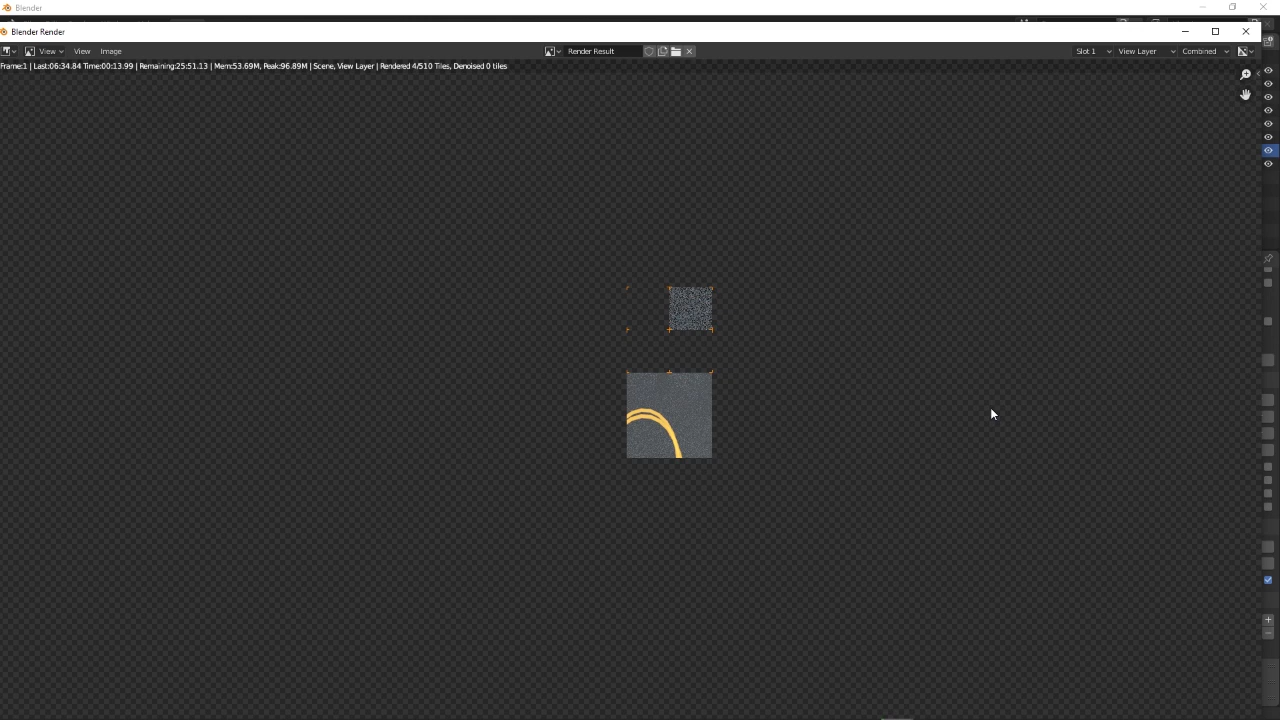 Blender
Blender Render
View View Image Render Result Slot 1 View Layer Combined
Frame:1 | Last:06:34.84 Time:00:13.99 | Remaining:25:51.13 | Mem:53.69M, Peak:96.89M | Scene, View Layer | Rendered 4/510 Tiles, Denoised 0 tiles